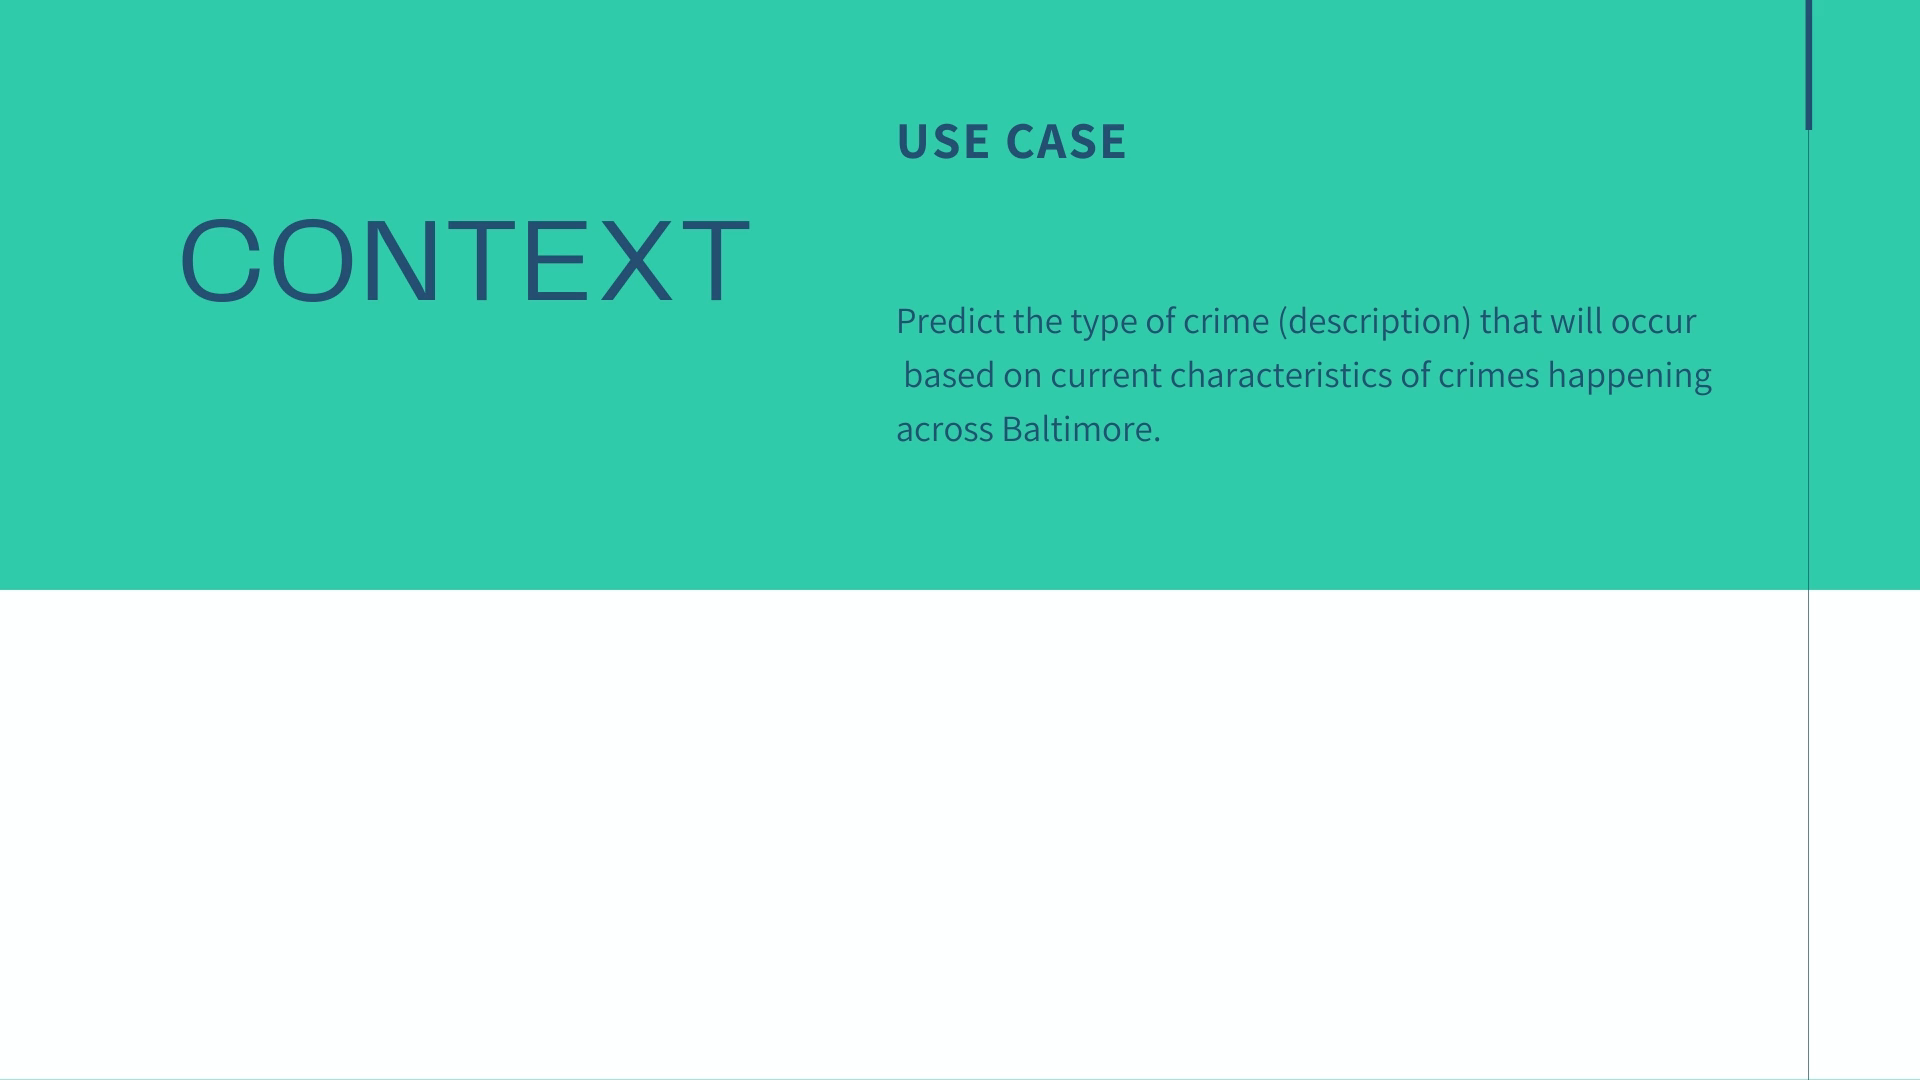 CONTEXT
USE CASE
Predict the type of crime (description) that will occur
based on current characteristics of crimes happening
across Baltimore.